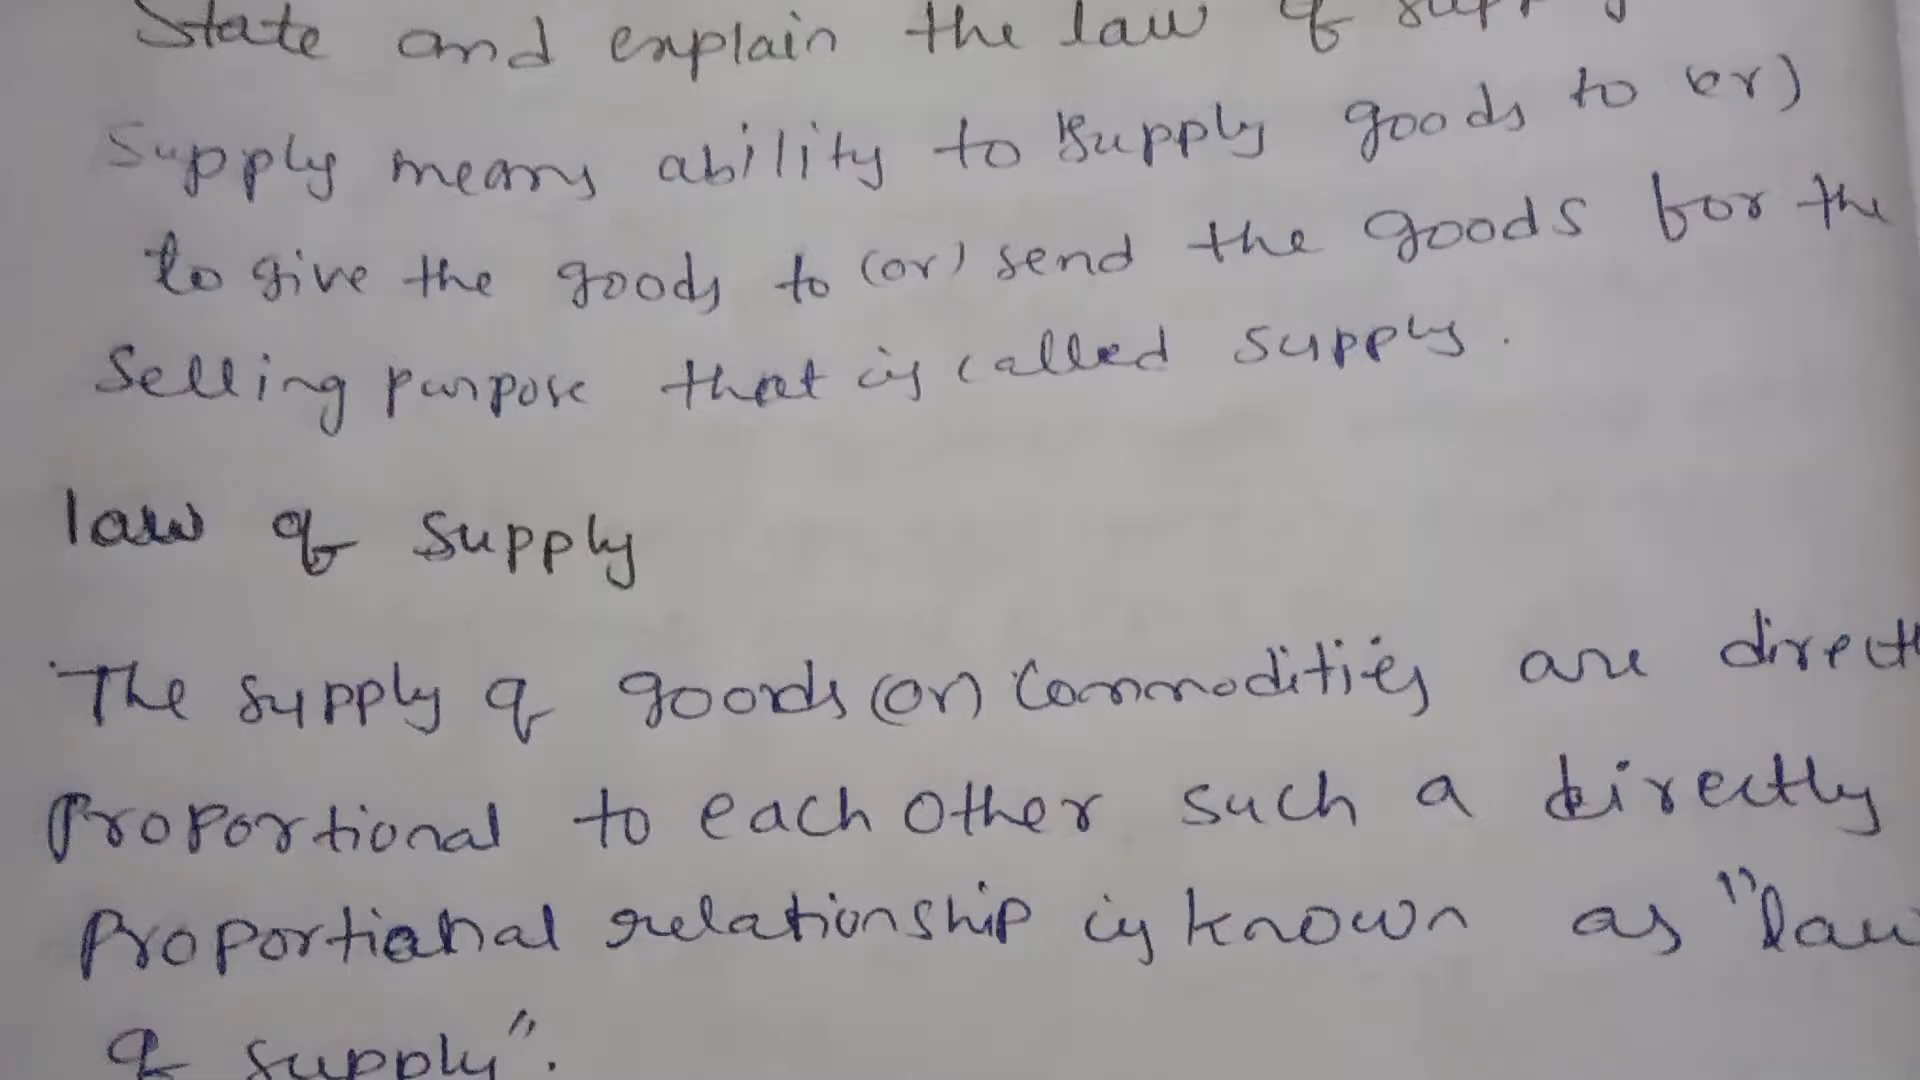 State and explain the law of supply
Supply means ability to supply goods to or)
to give the goods to (or) send the goods for the
selling purpose that is called supply.
law of supply
The supply of goods (or) Commodities are direct
Proportional to each other such a directly
Proportional relationship is known as "law
of supply".